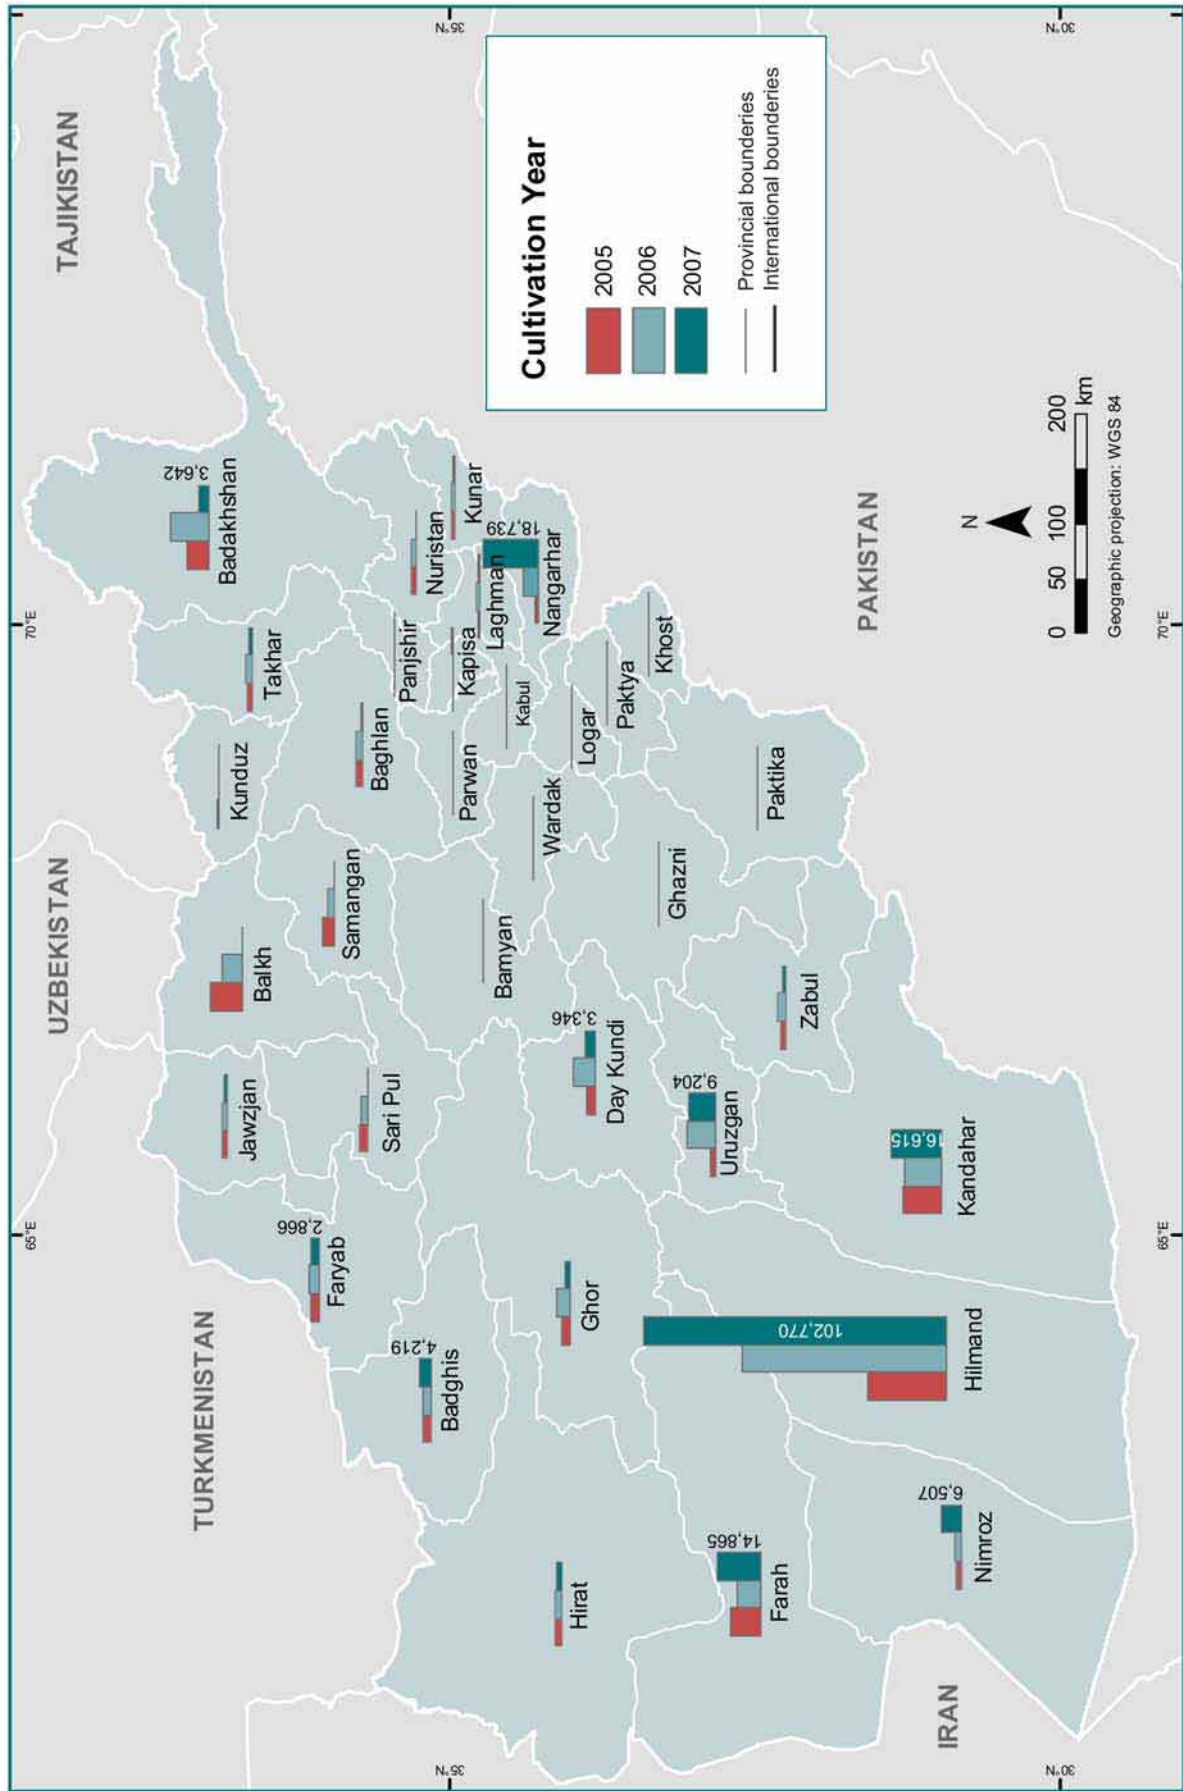 65°E
70°E
TAJIKISTAN
UZBEKISTAN
TURKMENISTAN
3,642
Badakhshan
Kunduz
Takhar
Balkh
Jawzjan
2,866
Faryab
Samangan
Baghlan
Sari Pul
4,219
Badghis
Panjshir
Nuristan
35°N
35°N
Parwan
Kapisa
Kunar
Bamyan
Laghman
Kabul
18,739
Nangarhar
Wardak
Logar
Hirat
Ghor
3,346
Day Kundi
Paktya
Khost
Ghazni
9,204
Uruzgan
Paktika
14,865
Farah
Zabul
PAKISTAN
16,615
Kandahar
102,770
Hilmand
6,507
Nimroz
IRAN
Cultivation Year
2005
2006
2007
Provincial bounderies
International bounderies
N
0 50 100 200
km
Geographic projection: WGS 84
30°N
30°N
65°E
70°E